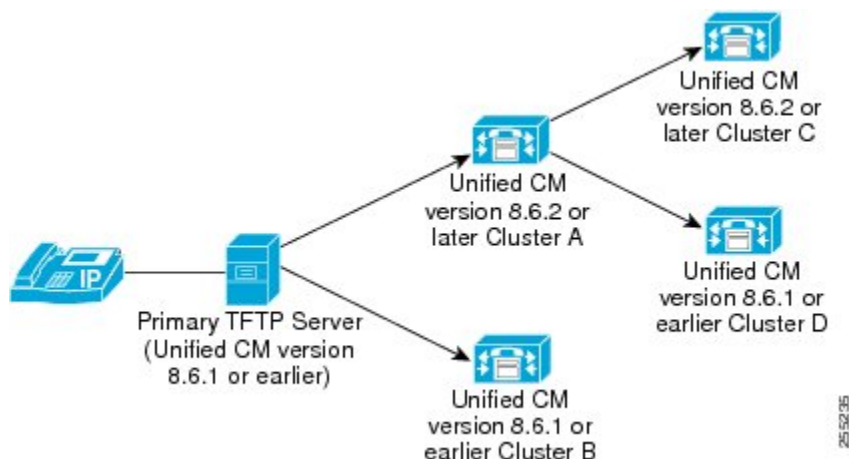 Unified CM
version 8.6.2 or
later Cluster C
Unified CM
version 8.6.2 or
later Cluster A
IP
Unified CM
version 8.6.1 or
earlier Cluster D
Primary TFTP Server
(Unified CM version
8.6.1 or earlier)
Unified CM
version 8.6.1 or
earlier Cluster B
255235